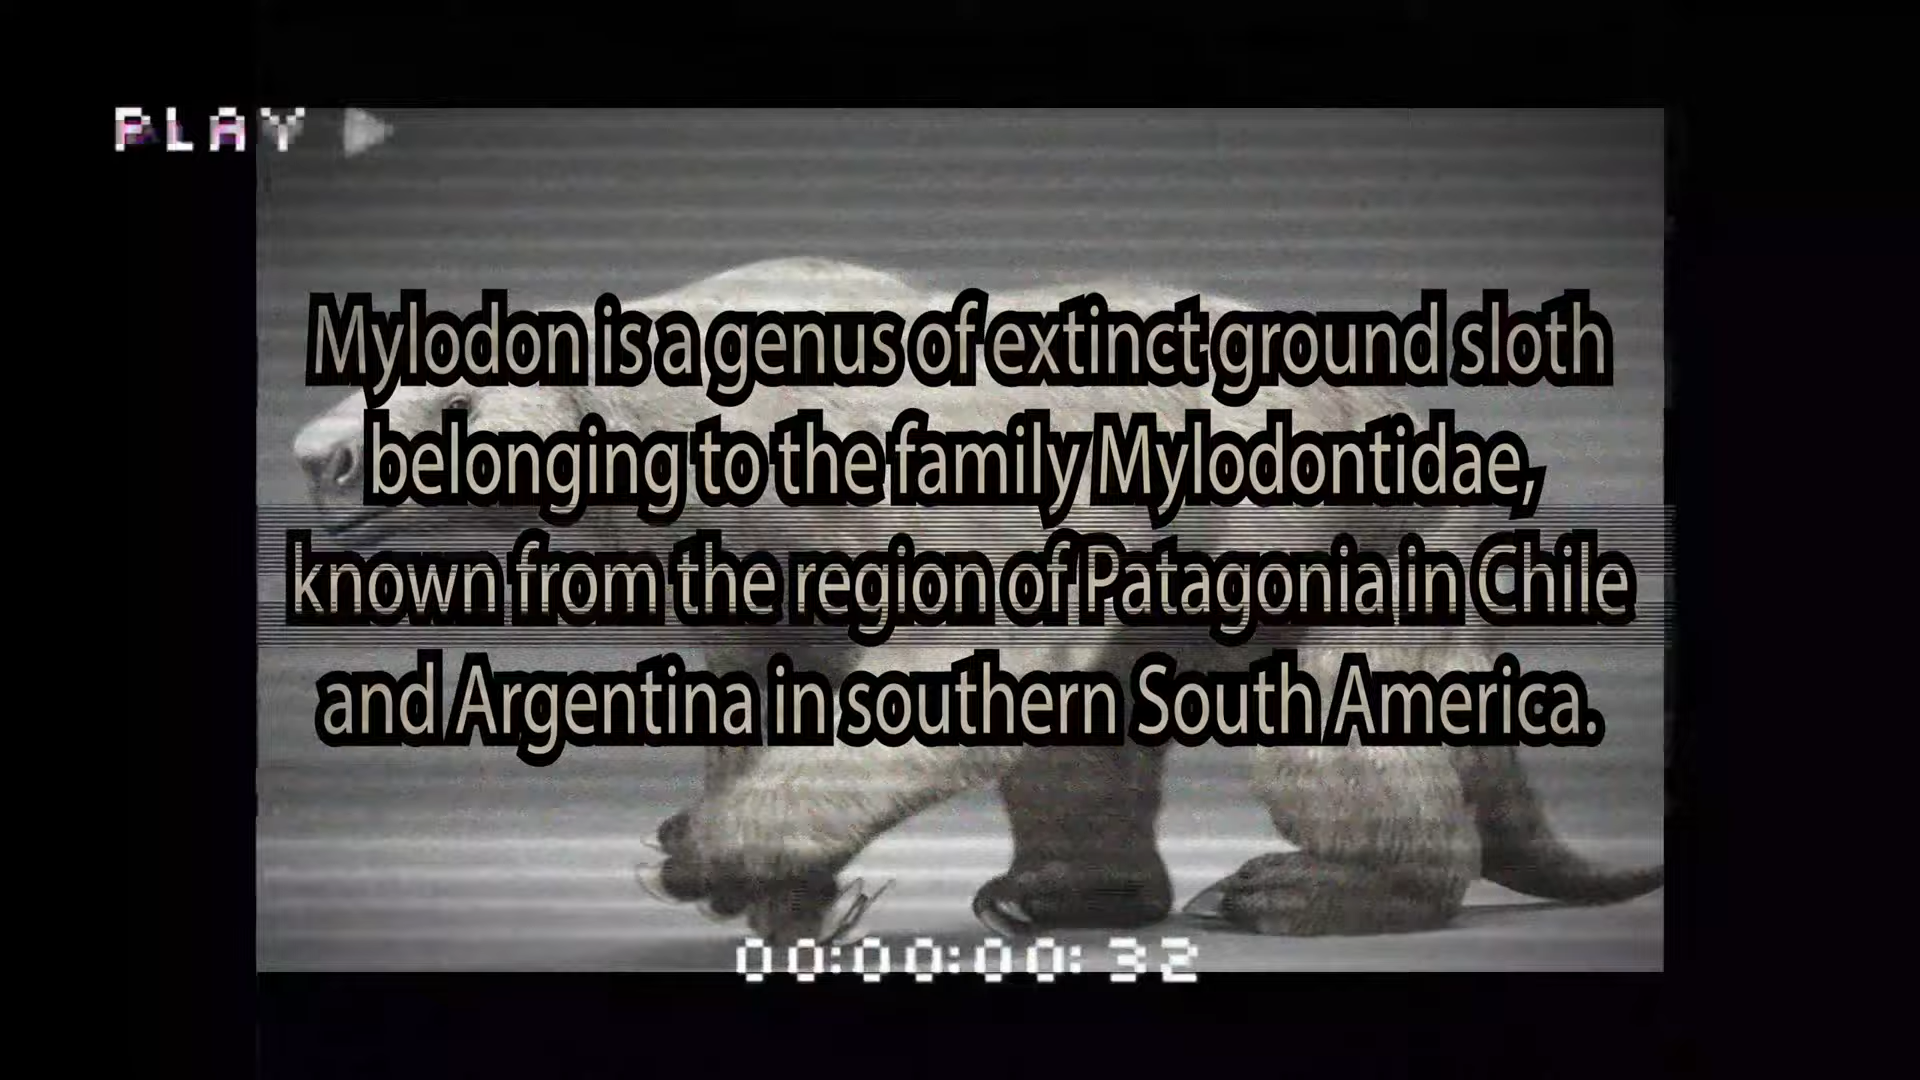 PLAY
Mylodon is a genus of extinct ground sloth
belonging to the family Mylodontidae,
known from the region of Patagonia in Chile
and Argentina in southern South America.
00:00:00:32